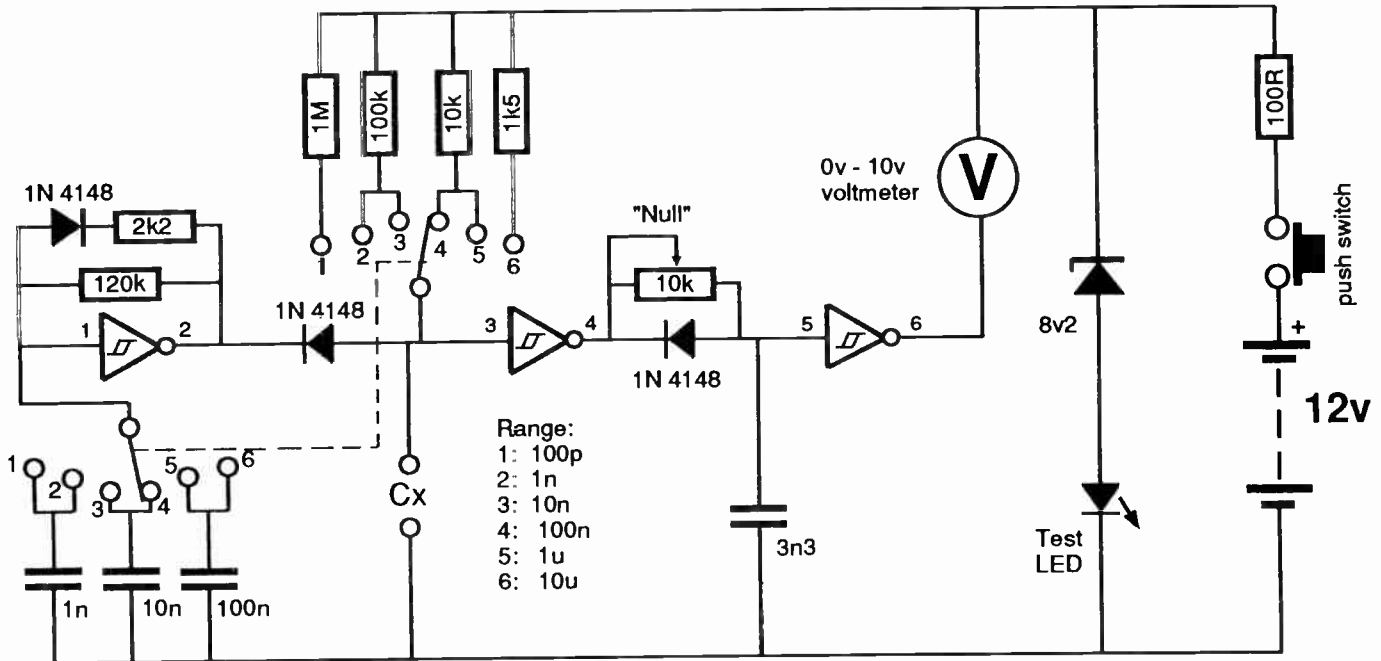 1M
100k
10k
1k5
100R
0v - 10v
voltmeter
V
1N 4148
2k2
120k
"Null"
push switch
1
2
3
4
5
6
1N 4148
1
2
3
4
10k
5
6
8v2
+
1N 4148
12v
Range:
1: 100p
2: 1n
3: 10n
4: 100n
5: 1u
6: 10u
1
2
3
4
5
6
Cx
3n3
Test
LED
1n
10n
100n